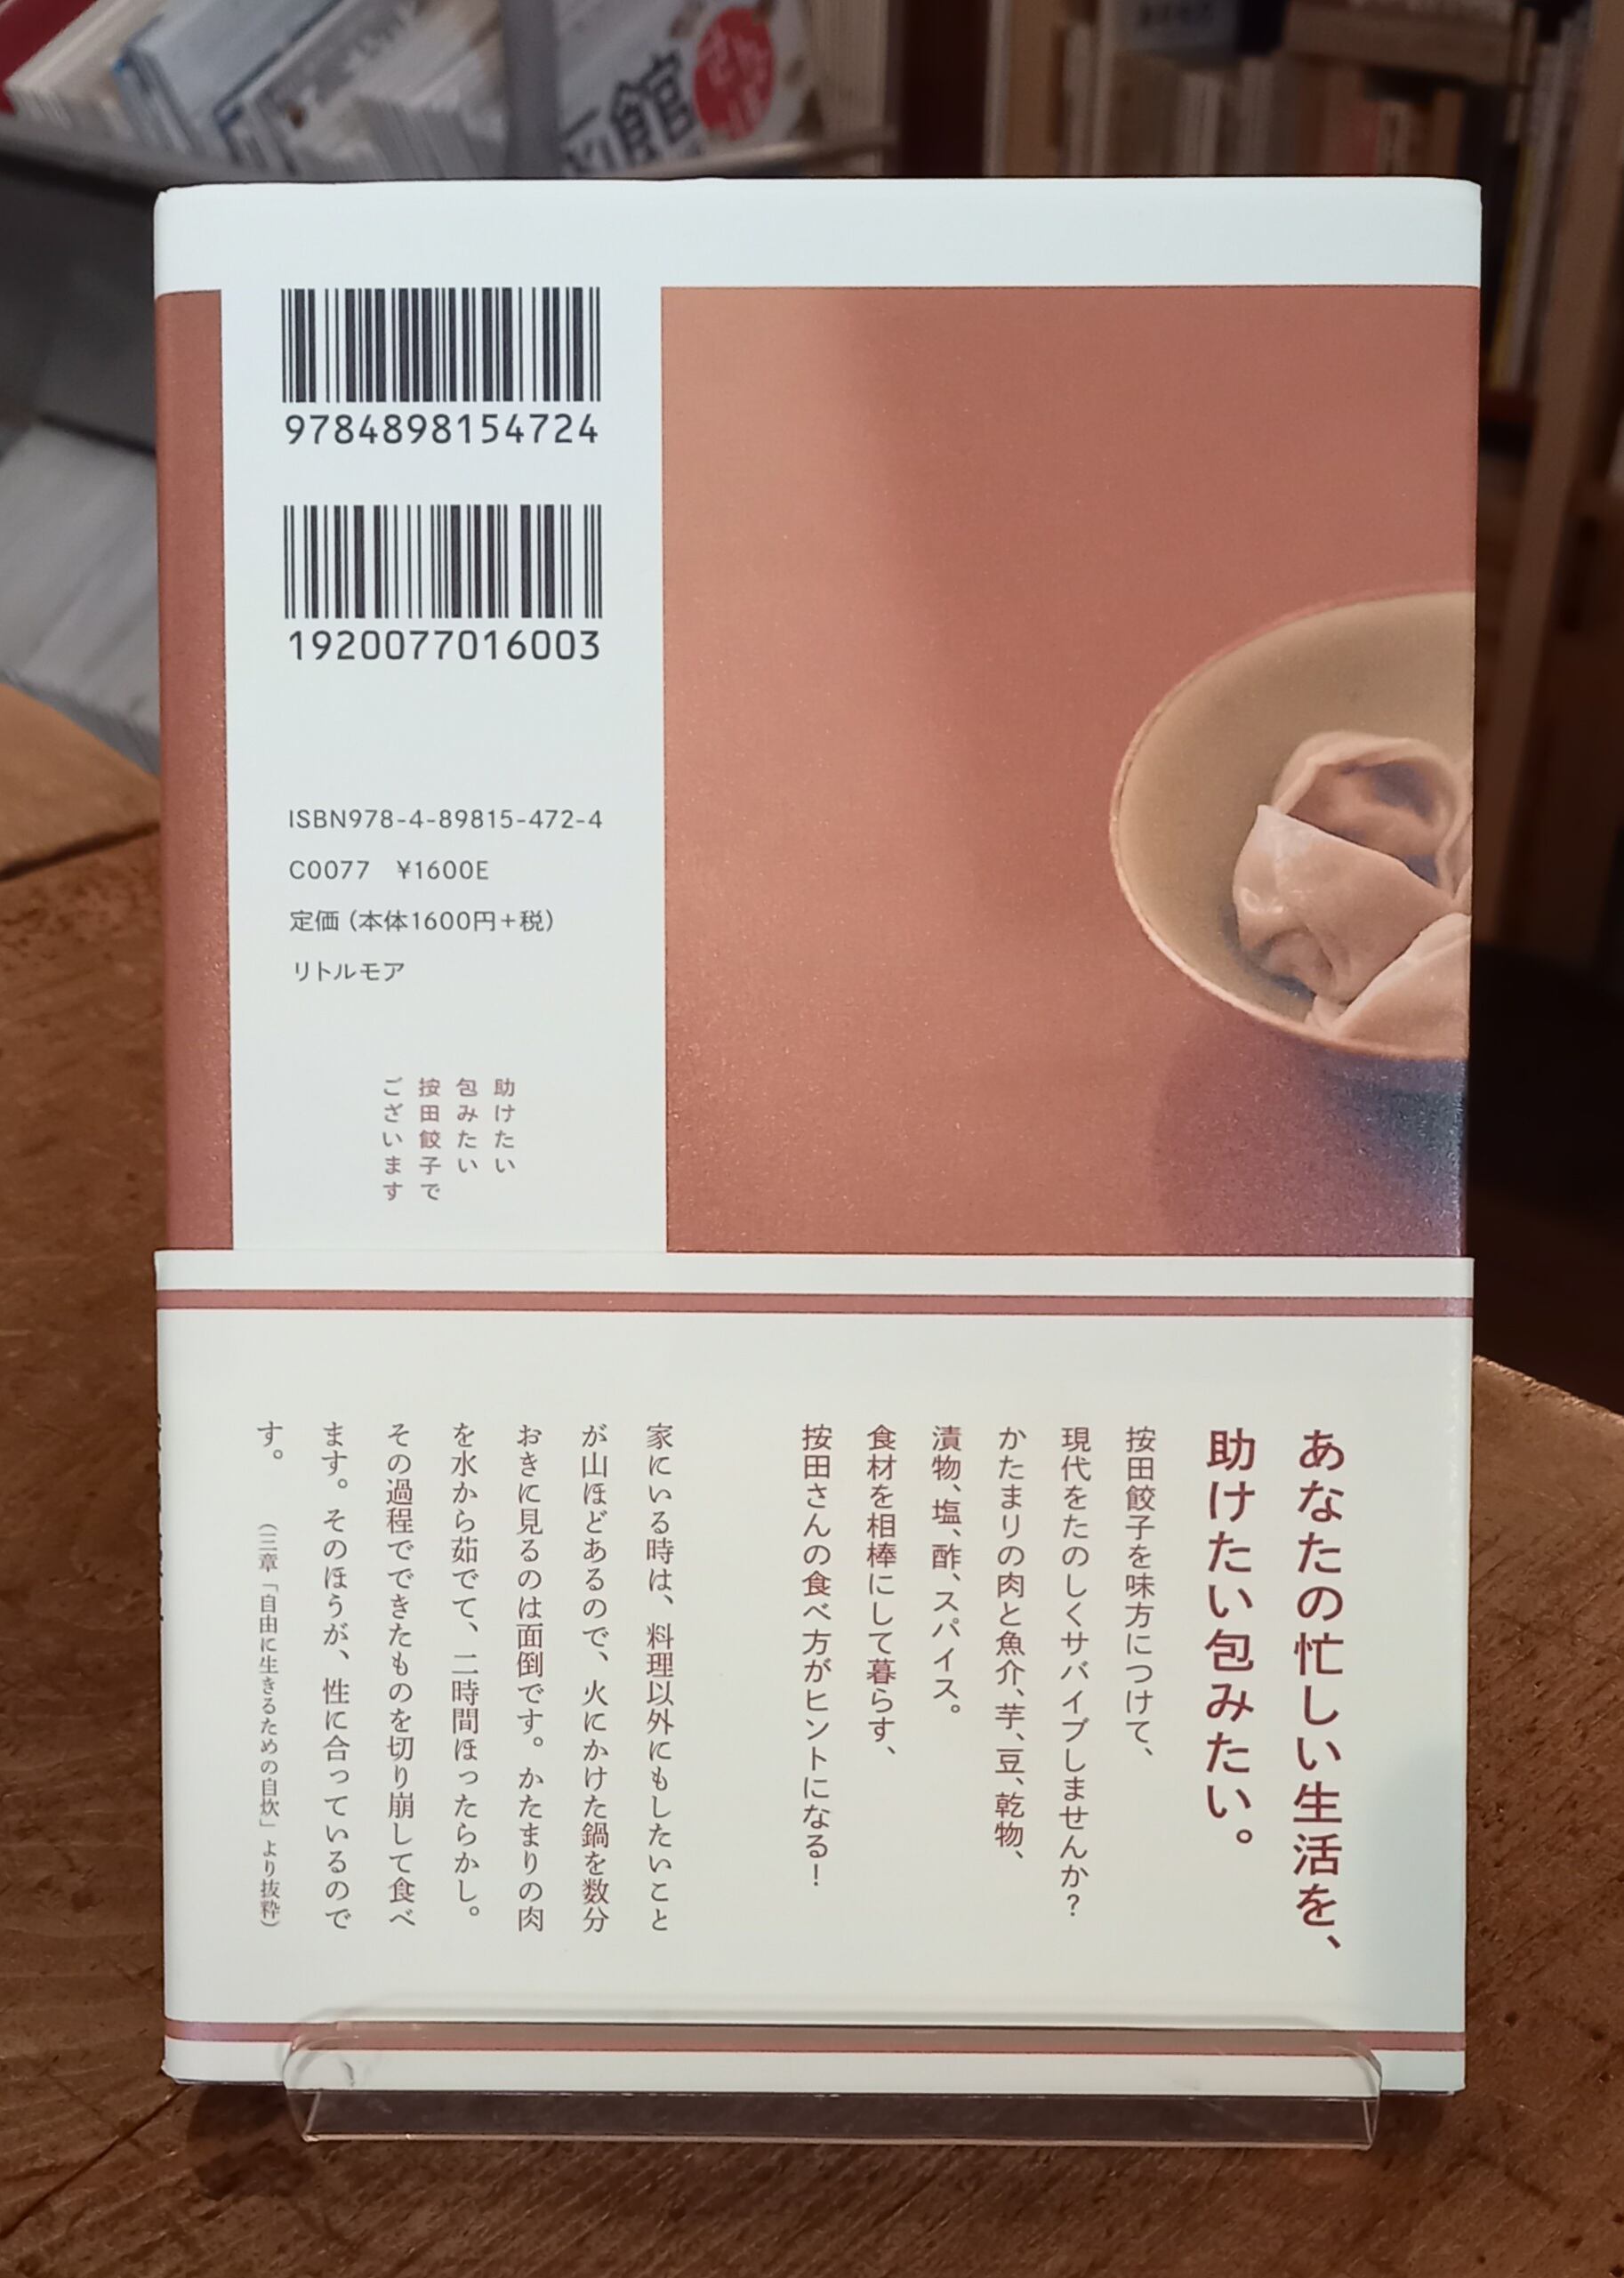 9784898154724
1920077016003
ISBN978-4-89815-472-4
C0077 ¥1600E
定価（本体1600円+税）
リトルモア
助けたい
包みたい
按田餃子で
ございます
あなたの忙しい生活を、
助けたい包みたい。
按田餃子を味方につけて、
現代をたのしくサバイブしませんか？
かたまりの肉と魚介、芋、豆、乾物、
漬物、塩、酢、スパイス。
食材を相棒にして暮らす、
按田さんの食べ方がヒントになる！
家にいる時は、料理以外にもしたいこと
が山ほどあるので、火にかけた鍋を数分
おきに見るのは面倒です。かたまりの肉
を水から茹でて、二時間ほったらかし。
その過程でできたものを切り崩して食べ
ます。そのほうが、性に合っているので
す。
（三章「自由に生きるための自炊」より抜粋）